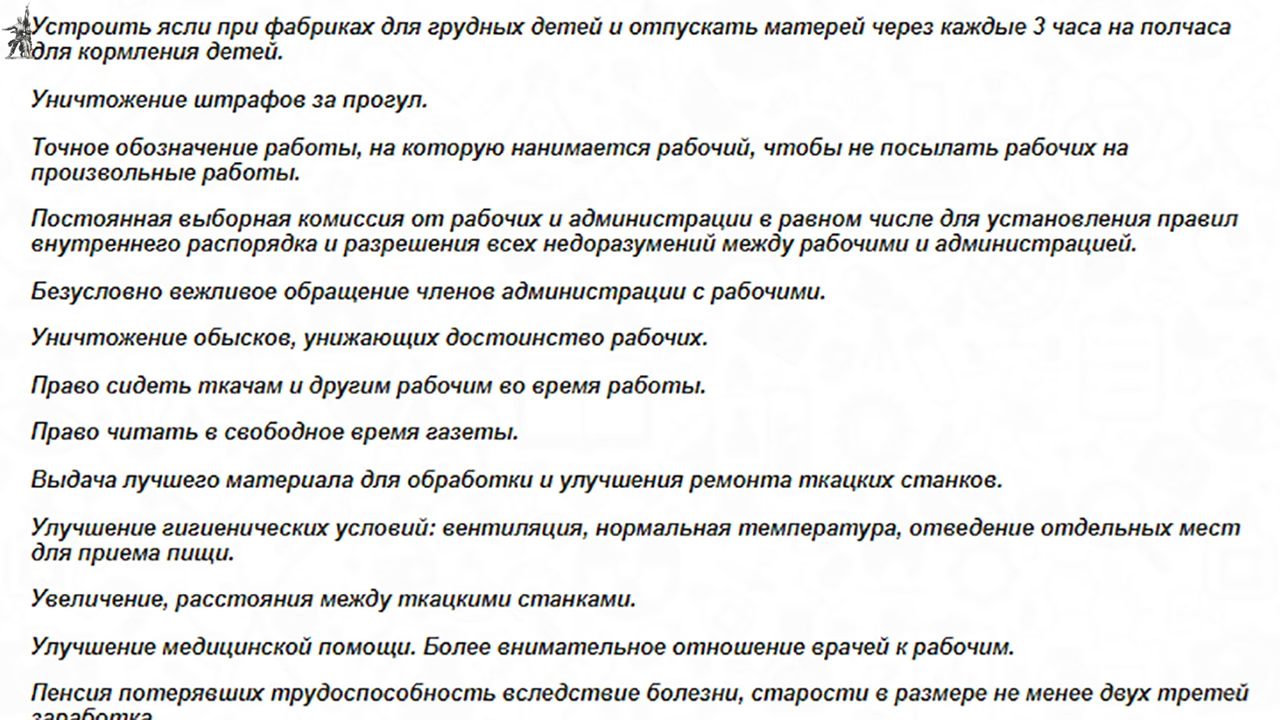 Устроить ясли при фабриках для грудных детей и отпускать матерей через каждые 3 часа на полчаса
для кормления детей.
Уничтожение штрафов за прогул.
Точное обозначение работы, на которую нанимается рабочий, чтобы не посылать рабочих на
произвольные работы.
Постоянная выборная комиссия от рабочих и администрации в равном числе для установления правил
внутреннего распорядка и разрешения всех недоразумений между рабочими и администрацией.
Безусловно вежливое обращение членов администрации с рабочими.
Уничтожение обысков, унижающих достоинство рабочих.
Право сидеть ткачам и другим рабочим во время работы.
Право читать в свободное время газеты.
Выдача лучшего материала для обработки и улучшения ремонта ткацких станков.
Улучшение гигиенических условий: вентиляция, нормальная температура, отведение отдельных мест
для приема пищи.
Увеличение, расстояния между ткацкими станками.
Улучшение медицинской помощи. Более внимательное отношение врачей к рабочим.
Пенсия потерявших трудоспособность вследствие болезни, старости в размере не менее двух третей
заработка